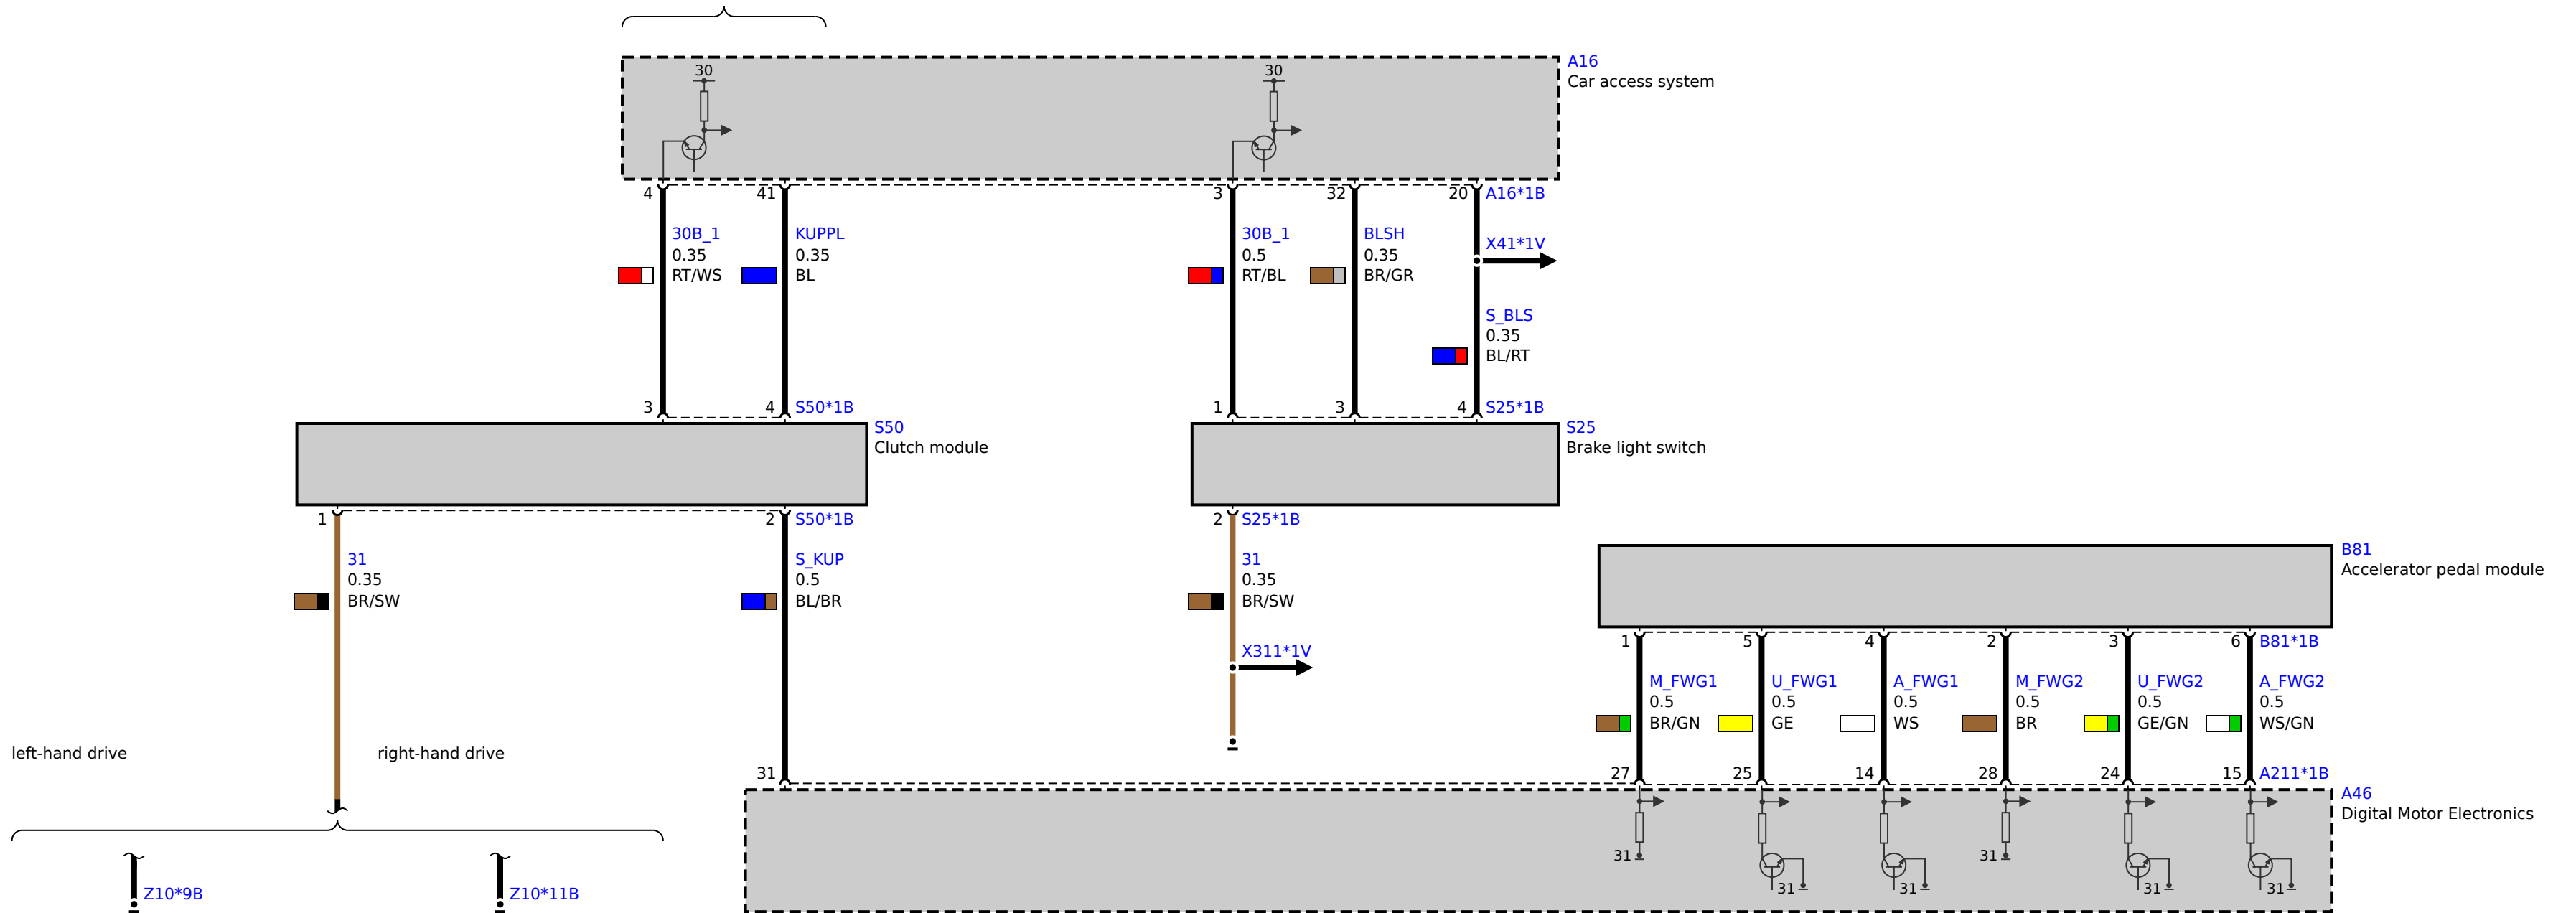 30
30
A16
Car access system
4
41
3
32
20
A16*1B
30B_1
0.35
RT/WS
KUPPL
0.35
BL
30B_1
0.5
RT/BL
BLSH
0.35
BR/GR
X41*1V
S_BLS
0.35
BL/RT
3
4
S50*1B
1
3
4
S25*1B
S50
Clutch module
S25
Brake light switch
1
2
S50*1B
2
S25*1B
31
0.35
BR/SW
S_KUP
0.5
BL/BR
31
0.35
BR/SW
X311*1V
B81
Accelerator pedal module
1
5
4
2
3
6
B81*1B
M_FWG1
0.5
BR/GN
U_FWG1
0.5
GE
A_FWG1
0.5
WS
M_FWG2
0.5
BR
U_FWG2
0.5
GE/GN
A_FWG2
0.5
WS/GN
left-hand drive
right-hand drive
31
27
25
14
28
24
15
A211*1B
A46
Digital Motor Electronics
31
31
31
31
31
31
Z10*9B
Z10*11B